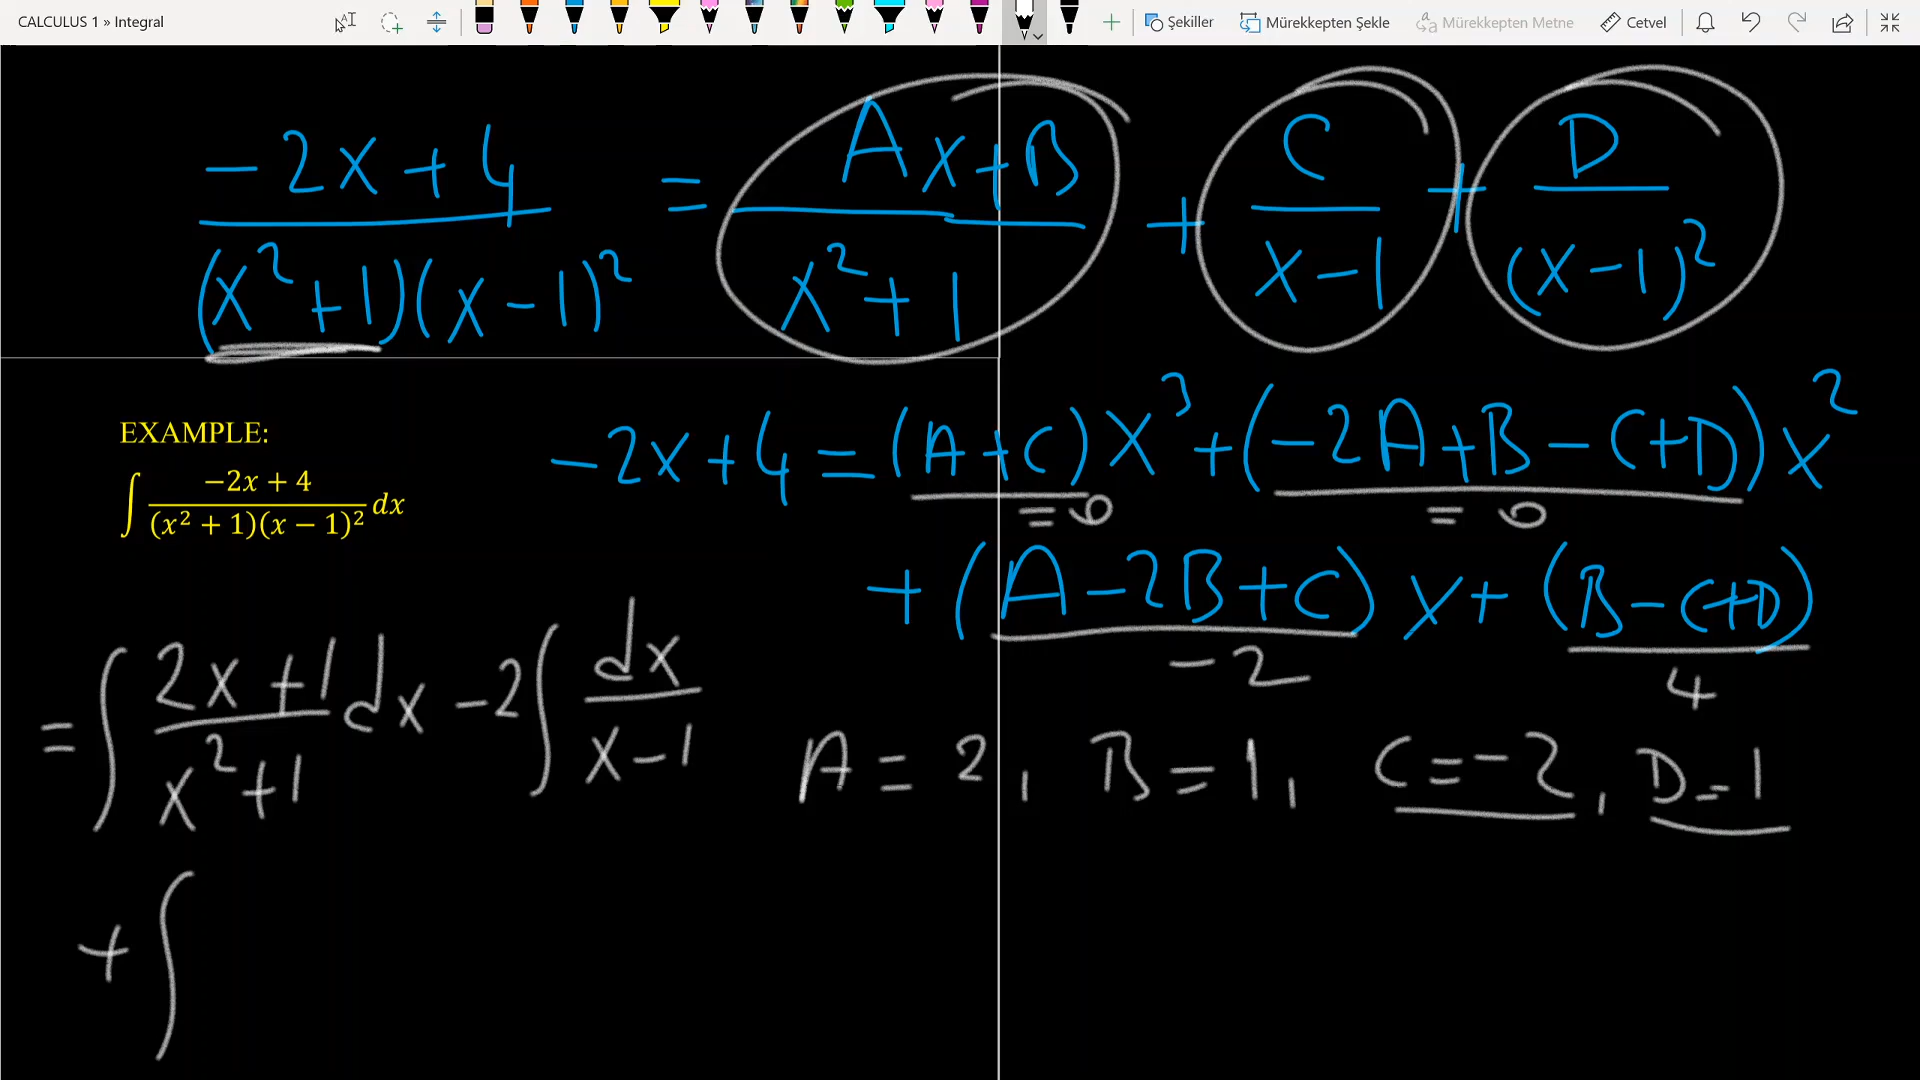 CALCULUS 1 » Integral
Şekiller
Mürekkepten Şekle
Mürekkepten Metne
Cetvel
-2x+4 / (x²+1)(x-1)² = Ax+B / x²+1 + C / x-1 + D / (x-1)²
EXAMPLE:
∫ -2x + 4 / (x² + 1)(x − 1)² dx
-2x+4 = (A+C)x³ + (-2A+B-C+D)x²
= 0
= 0
+ (A-2B+C)x + (B-C+D)
-2
4
= ∫ 2x+1 / x²+1 dx -2 ∫ dx / x-1
A = 2, B = 1, C = -2, D = 1
+ ∫